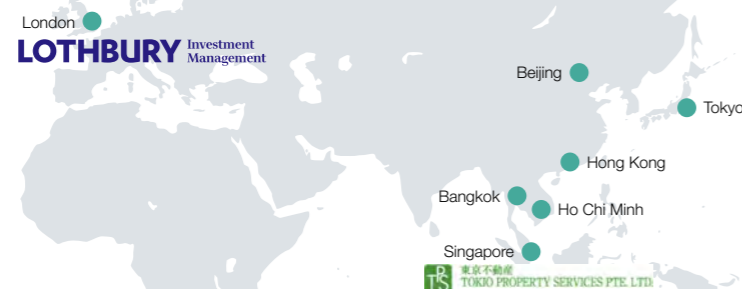 London
LOTHBURY Investment
Management
Beijing
Tokyo
Hong Kong
Bangkok
Ho Chi Minh
Singapore
TPS 東京不動産
TOKIO PROPERTY SERVICES PTE. LTD.